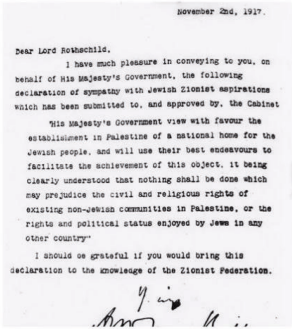 November 2nd, 1917.
Dear Lord Rothschild,
I have much pleasure in conveying to you, on
behalf of His Majesty's Government, the following
declaration of sympathy with Jewish Zionist aspirations
which has been submitted to, and approved by, the Cabinet
"His Majesty's Government view with favour the
establishment in Palestine of a national home for the
Jewish people, and will use their best endeavours to
facilitate the achievement of this object, it being
clearly understood that nothing shall be done which
may prejudice the civil and religious rights of
existing non-Jewish communities in Palestine, or the
rights and political status enjoyed by Jews in any
other country"
I should be grateful if you would bring this
declaration to the knowledge of the Zionist Federation.